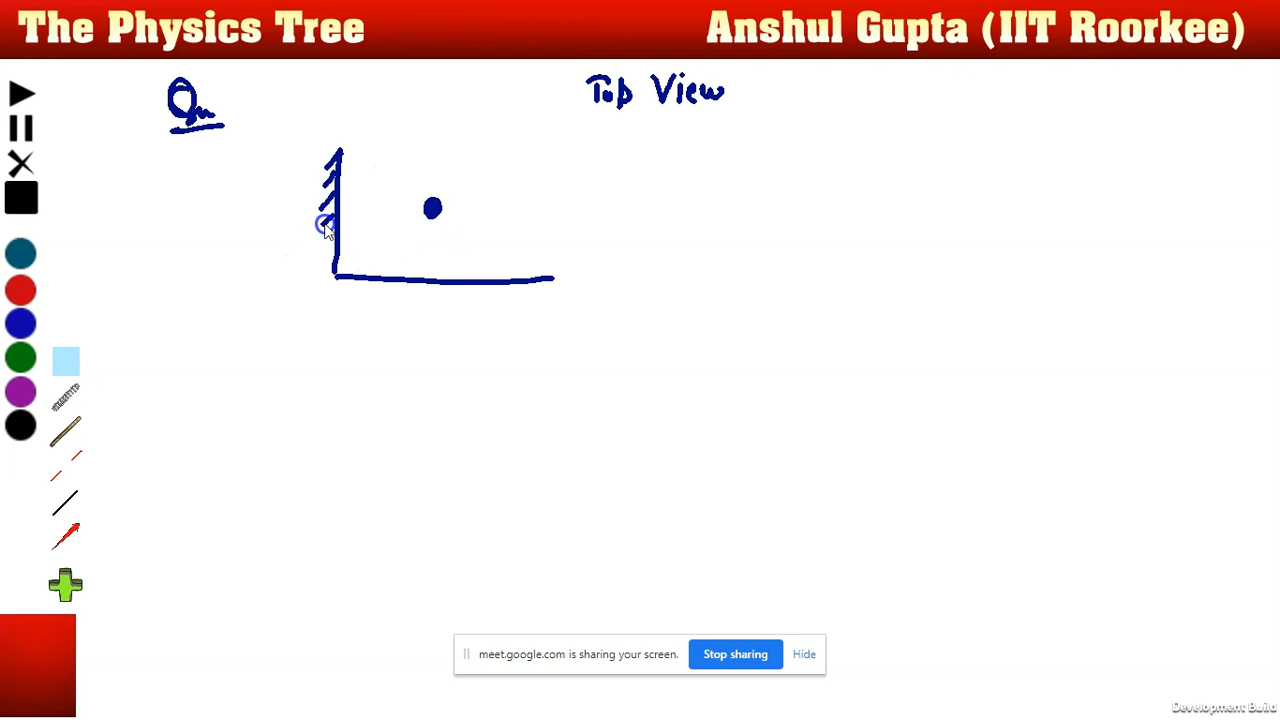 The Physics Tree
Anshul Gupta (IIT Roorkee)
Qn
Top View
meet.google.com is sharing your screen.
Stop sharing
Hide
Development Build